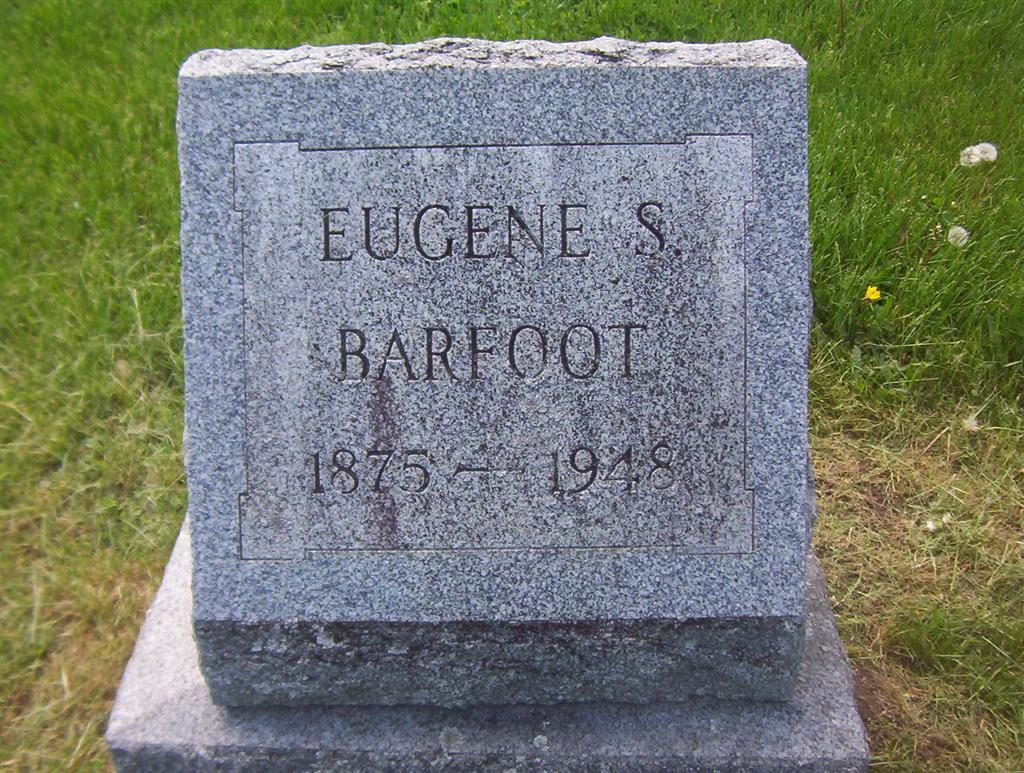 EUGENE S.
BARFOOT
1875 — 1948